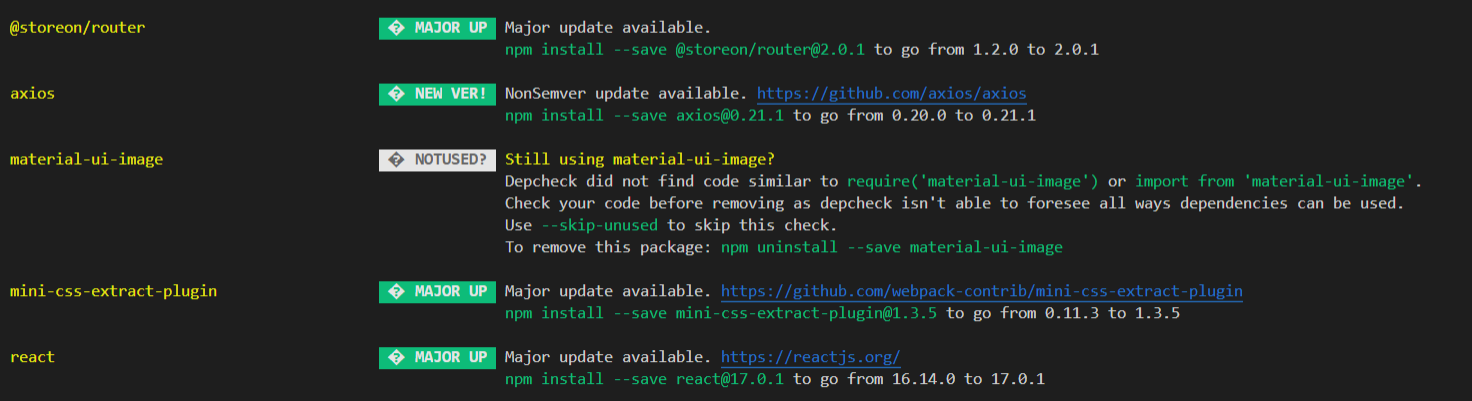 @storeon/router � MAJOR UP Major update available.
npm install --save @storeon/router@2.0.1 to go from 1.2.0 to 2.0.1
axios � NEW VER! NonSemver update available. https://github.com/axios/axios
npm install --save axios@0.21.1 to go from 0.20.0 to 0.21.1
material-ui-image � NOTUSED? Still using material-ui-image?
Depcheck did not find code similar to require('material-ui-image') or import from 'material-ui-image'.
Check your code before removing as depcheck isn't able to foresee all ways dependencies can be used.
Use --skip-unused to skip this check.
To remove this package: npm uninstall --save material-ui-image
mini-css-extract-plugin � MAJOR UP Major update available. https://github.com/webpack-contrib/mini-css-extract-plugin
npm install --save mini-css-extract-plugin@1.3.5 to go from 0.11.3 to 1.3.5
react � MAJOR UP Major update available. https://reactjs.org/
npm install --save react@17.0.1 to go from 16.14.0 to 17.0.1